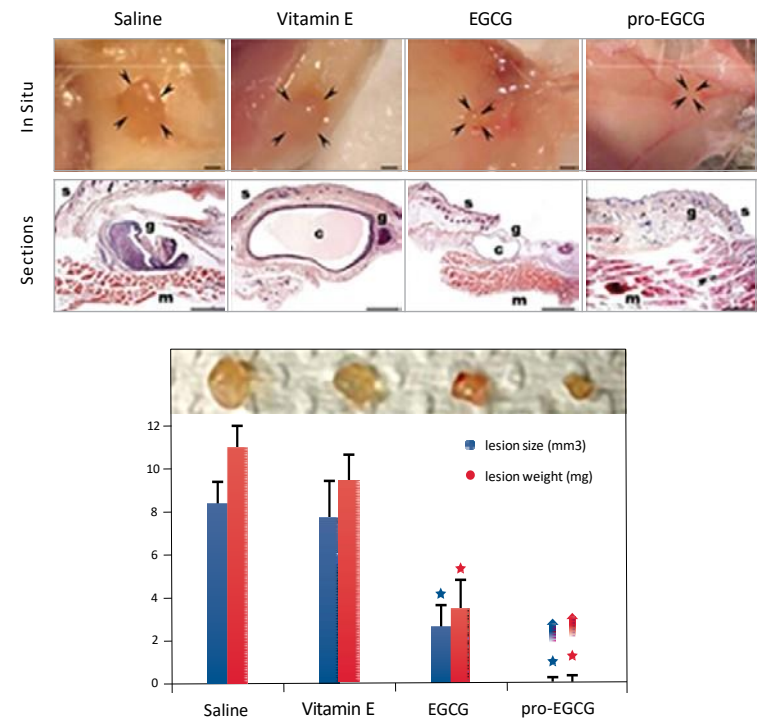 Saline Vitamin E EGCG pro-EGCG
In Situ
Sections
s g m
s c g
s g c m
g s m
12
10
8
6
4
2
0
lesion size (mm3)
lesion weight (mg)
Saline Vitamin E EGCG pro-EGCG